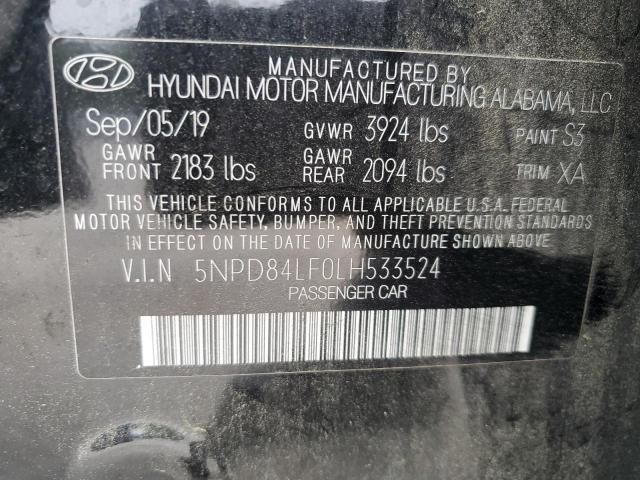 MANUFACTURED BY
HYUNDAI MOTOR MANUFACTURING ALABAMA, LLC
Sep/05/19 GVWR 3924 lbs PAINT S3
GAWR FRONT 2183 lbs GAWR REAR 2094 lbs TRIM XA
THIS VEHICLE CONFORMS TO ALL APPLICABLE U.S.A. FEDERAL
MOTOR VEHICLE SAFETY, BUMPER, AND THEFT PREVENTION STANDARDS
IN EFFECT ON THE DATE OF MANUFACTURE SHOWN ABOVE.
V.I.N 5NPD84LF0LH533524
PASSENGER CAR